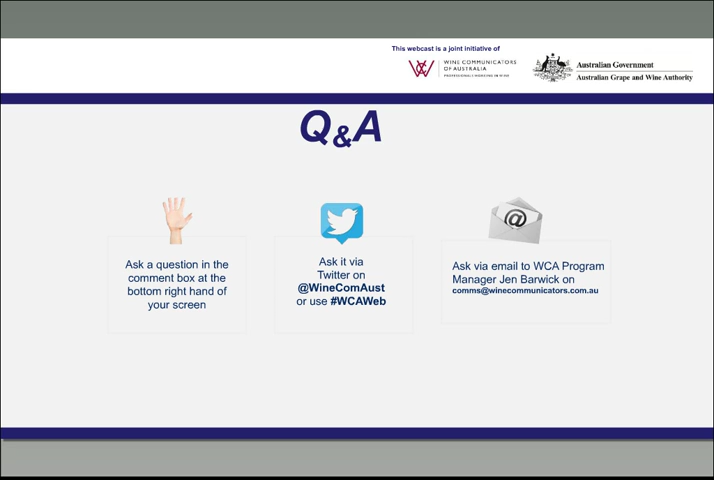 This webcast is a joint initiative of
WINE COMMUNICATORS
OF AUSTRALIA
Australian Government
Australian Grape and Wine Authority
Q&A
Ask a question in the
comment box at the
bottom right hand of
your screen
Ask it via
Twitter on
@WineComAust
or use #WCAWeb
@
Ask via email to WCA Program
Manager Jen Barwick on
comms@winecommunicators.com.au